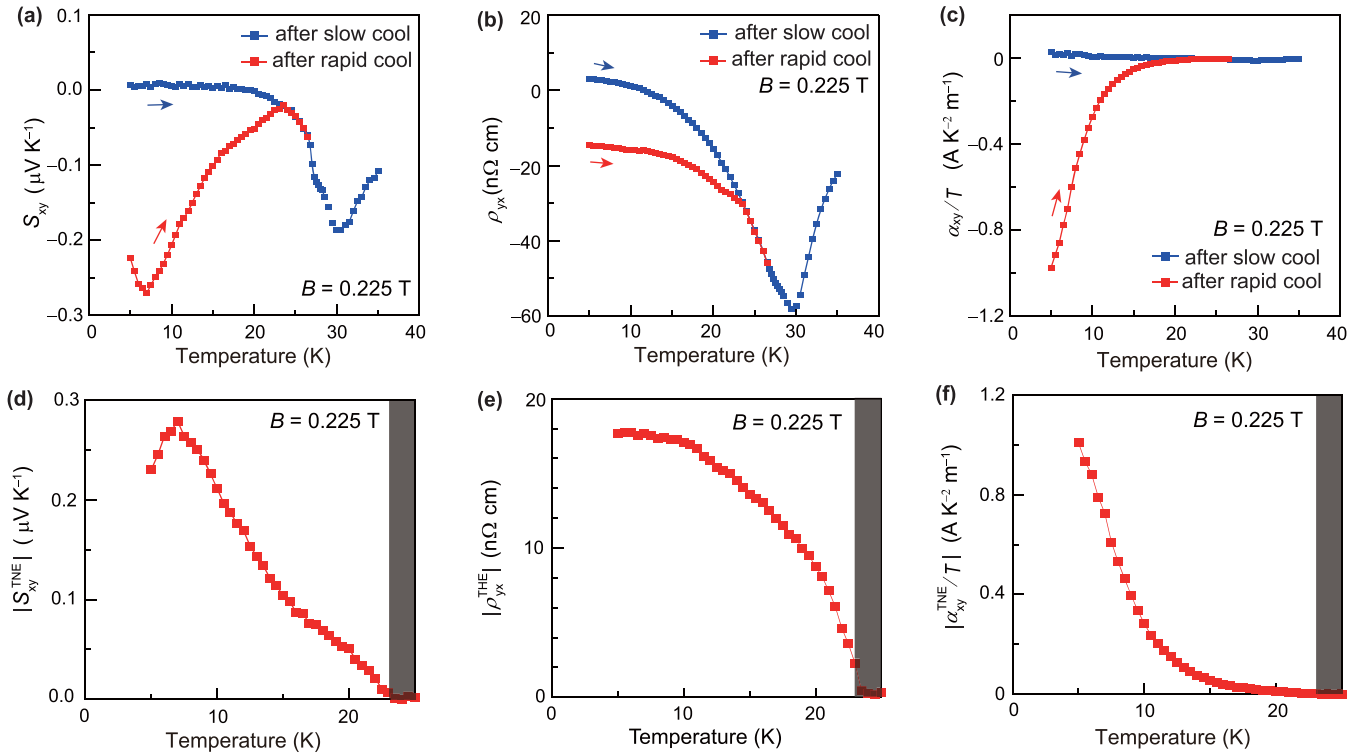 (a)
0.1
0.0
−0.1
−0.2
−0.3
S_xy (μV K⁻¹)
after slow cool
after rapid cool
B = 0.225 T
0 10 20 30 40
Temperature (K)
(b)
20
0
−20
−40
−60
ρ_yx (nΩ cm)
after slow cool
after rapid cool
B = 0.225 T
0 10 20 30 40
Temperature (K)
(c)
0
−0.4
−0.8
−1.2
α_xy/T (A K⁻² m⁻¹)
B = 0.225 T
after slow cool
after rapid cool
0 10 20 30 40
Temperature (K)
(d)
0.3
0.2
0.1
0.0
|S_xy^TNE| ( μV K⁻¹)
B = 0.225 T
0 10 20
Temperature (K)
(e)
20
10
0
|ρ_yx^THE| (nΩ cm)
B = 0.225 T
0 10 20
Temperature (K)
(f)
1.2
0.8
0.4
0
|α_xy^TNE/T| (A K⁻² m⁻¹)
B = 0.225 T
0 10 20
Temperature (K)